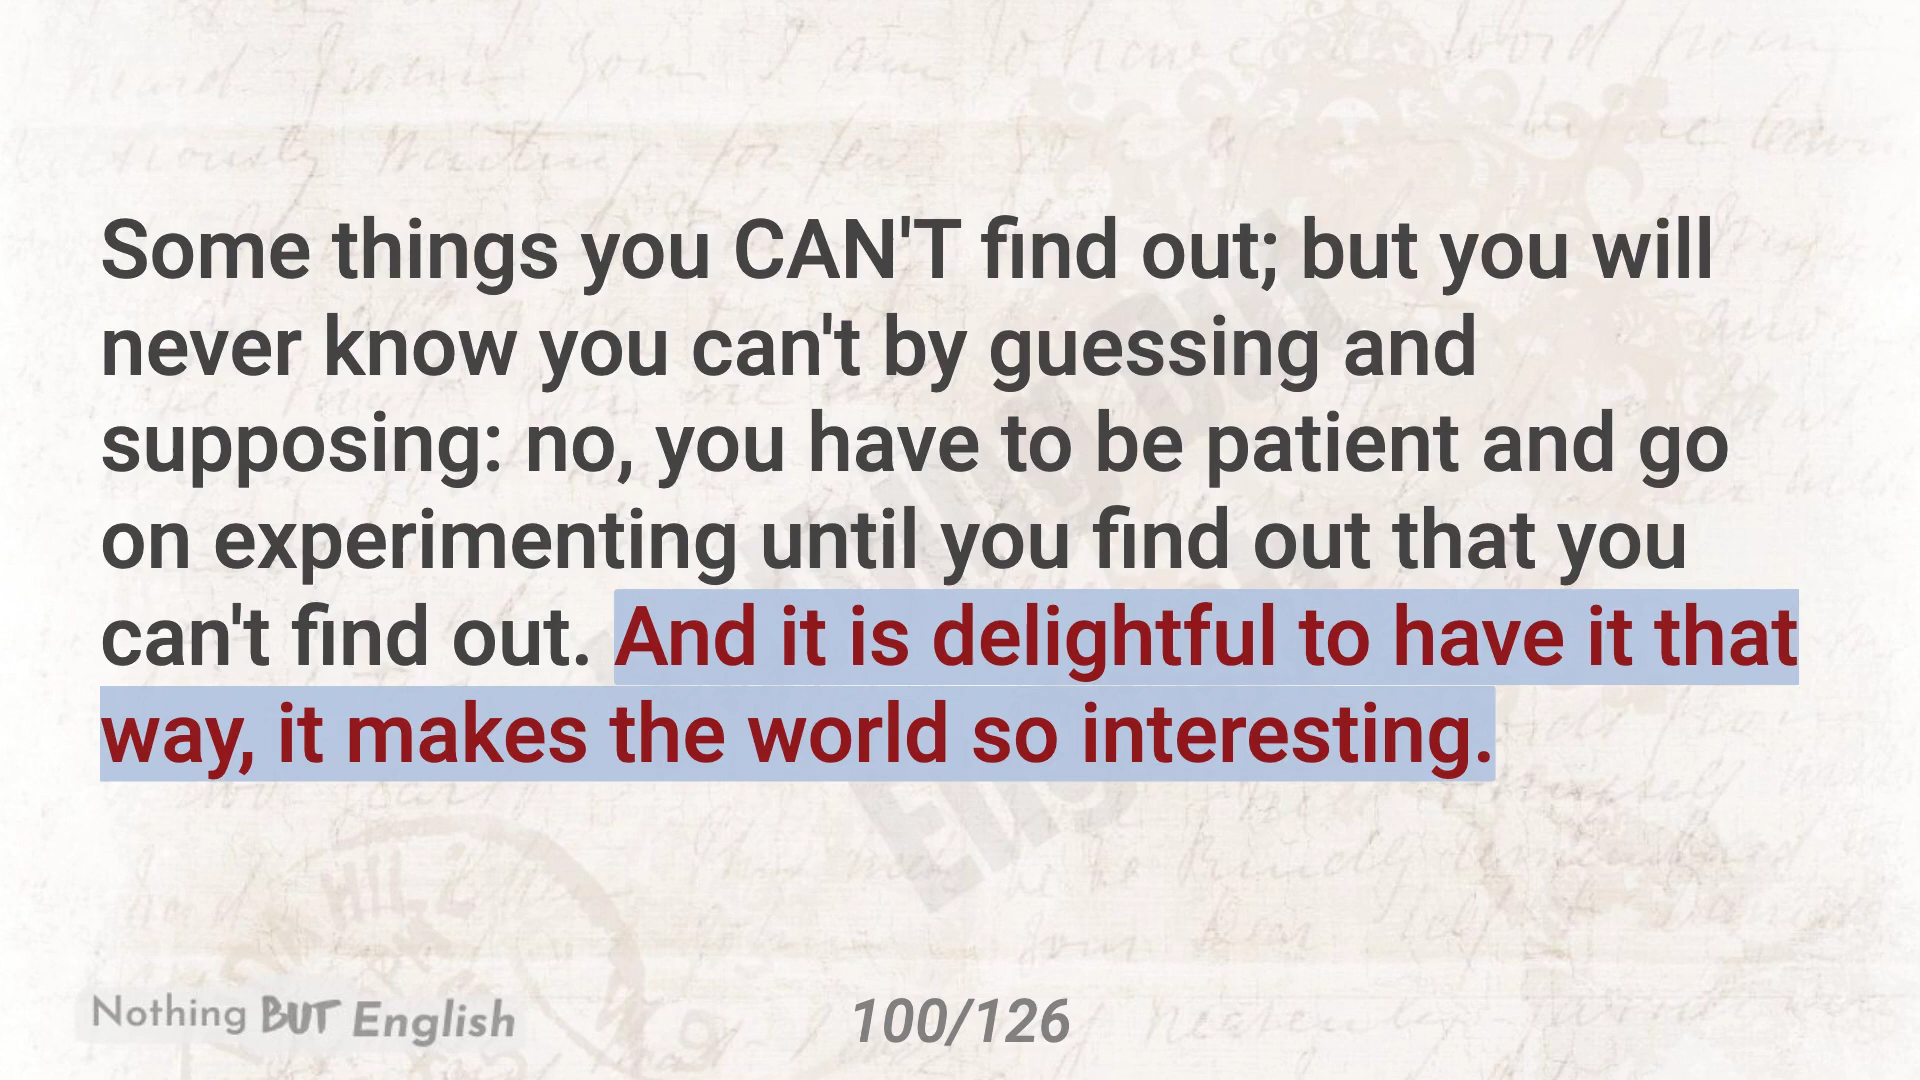 Some things you CAN'T find out; but you will
never know you can't by guessing and
supposing: no, you have to be patient and go
on experimenting until you find out that you
can't find out. And it is delightful to have it that
way, it makes the world so interesting.
Nothing BUT English
100/126